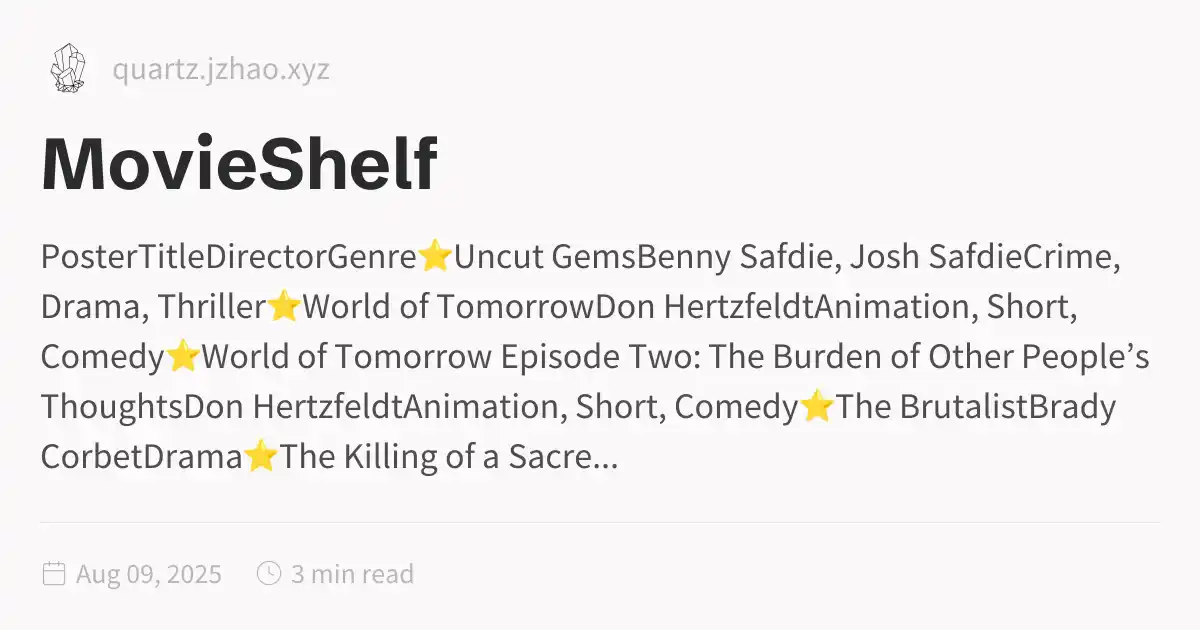 quartz.jzhao.xyz
MovieShelf
PosterTitleDirectorGenre⭐Uncut GemsBenny Safdie, Josh SafdieCrime,
Drama, Thriller⭐World of TomorrowDon HertzfeldtAnimation, Short,
Comedy⭐World of Tomorrow Episode Two: The Burden of Other People’s
ThoughtsDon HertzfeldtAnimation, Short, Comedy⭐The BrutalistBrady
CorbetDrama⭐The Killing of a Sacre...
Aug 09, 2025 3 min read